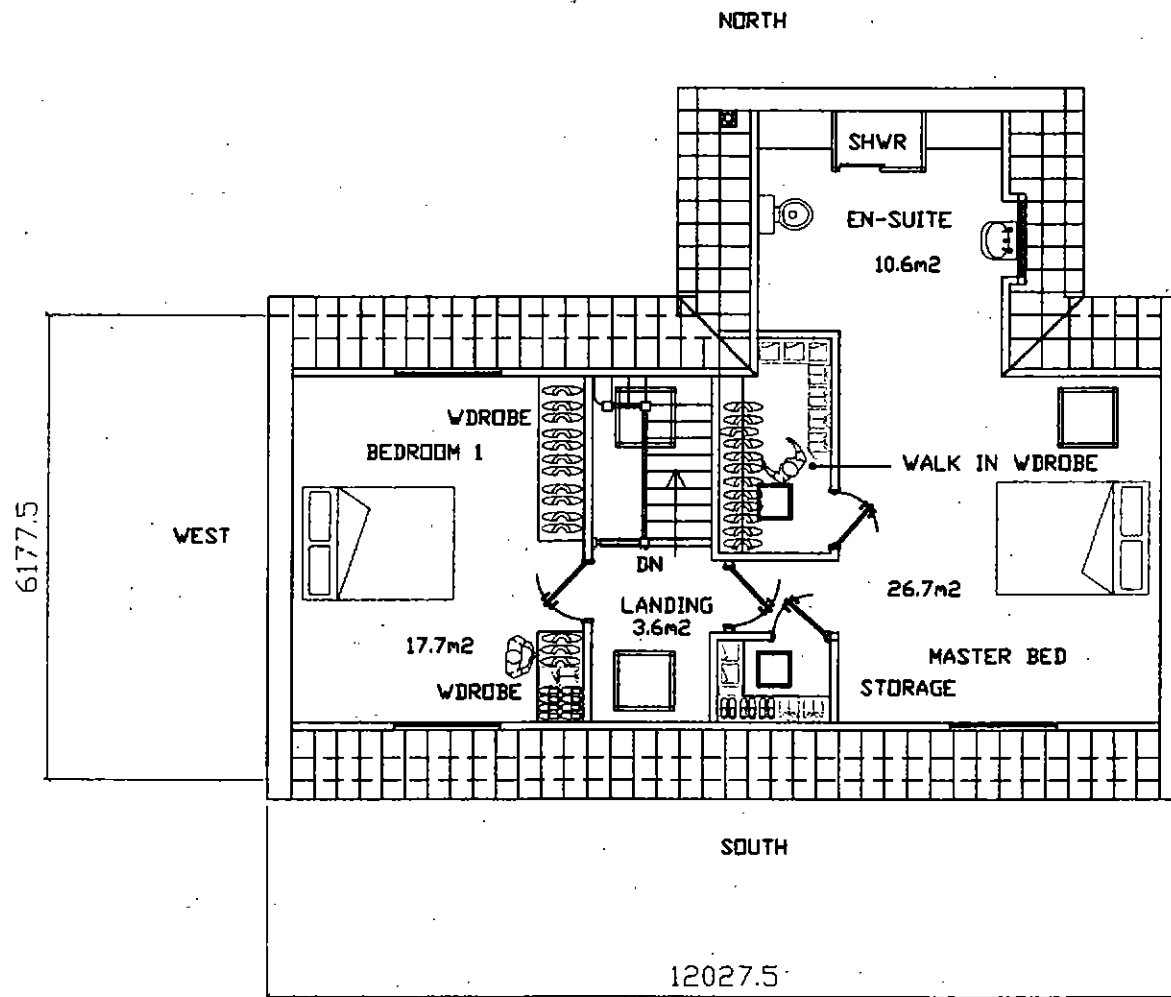 NORTH
SHWR
EN-SUITE
10.6m2
WDROBE
BEDROOM 1
WALK IN WDROBE
6177.5
WEST
DN
LANDING
3.6m2
26.7m2
17.7m2
MASTER BED
WDROBE
STORAGE
SOUTH
12027.5